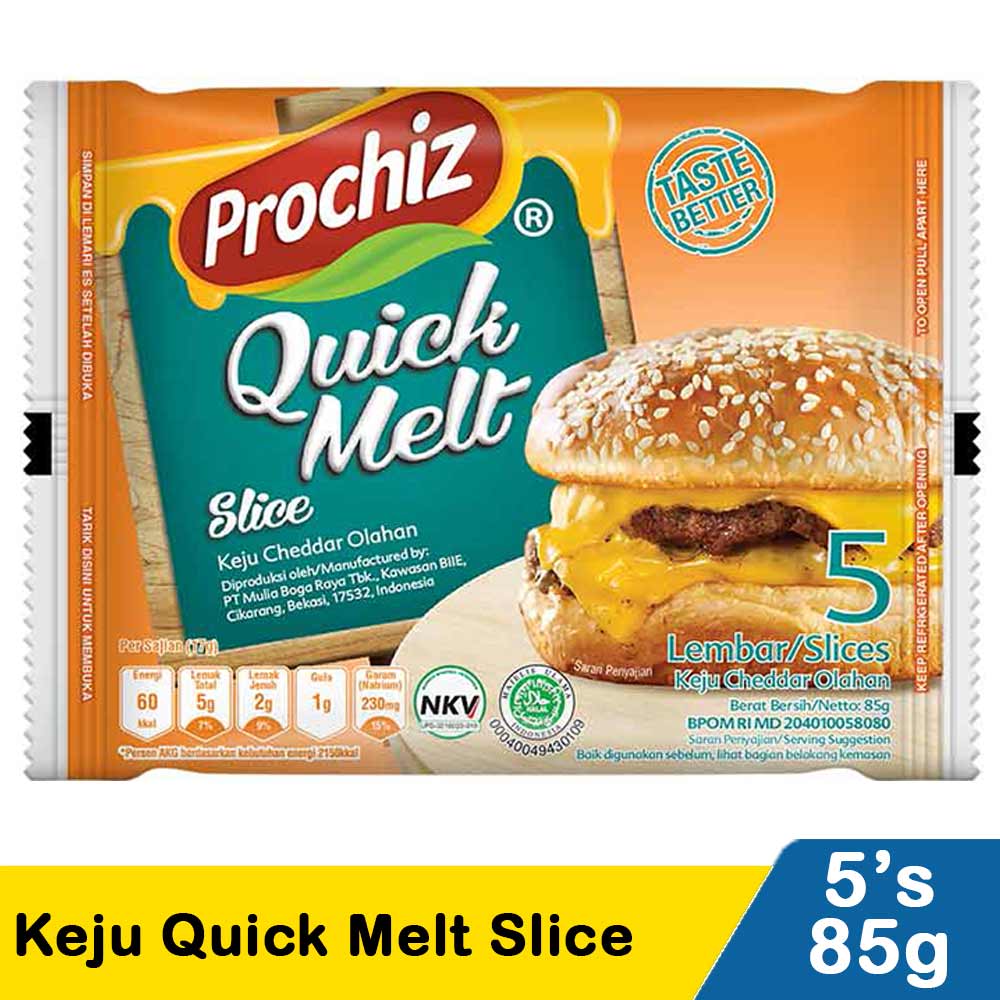 Prochiz
®
TASTE
BETTER
Quick
Melt
Slice
Keju Cheddar Olahan
Diproduksi oleh/Manufactured by:
PT Mulia Boga Raya Tbk., Kawasan BIIE,
Cikarang, Bekasi, 17532, Indonesia
SIMPAN DI LEMARI ES SETELAH DIBUKA
TARIK DISINI UNTUK MEMBUKA
TO OPEN PULL APART HERE
KEEP REFRIGERATED AFTER OPENING
Per Sajian (17g)
Energi
60
kkal
Lemak
Total
5g
7%
Lemak
Jenuh
2g
9%
Gula
1g
Garam
(Natrium)
230mg
15%
*Persen AKG berdasarkan kebutuhan energi 2150kkal
NKV
MAJELIS ULAMA
HALAL
INDONESIA
00040049430109
Saran Penyajian
5
Lembar/Slices
Keju Cheddar Olahan
Berat Bersih/Netto: 85g
BPOM RI MD 204010058080
Saran Penyajian/Serving Suggestion
Baik digunakan sebelum, lihat bagian belakang kemasan
Keju Quick Melt Slice
5's
85g